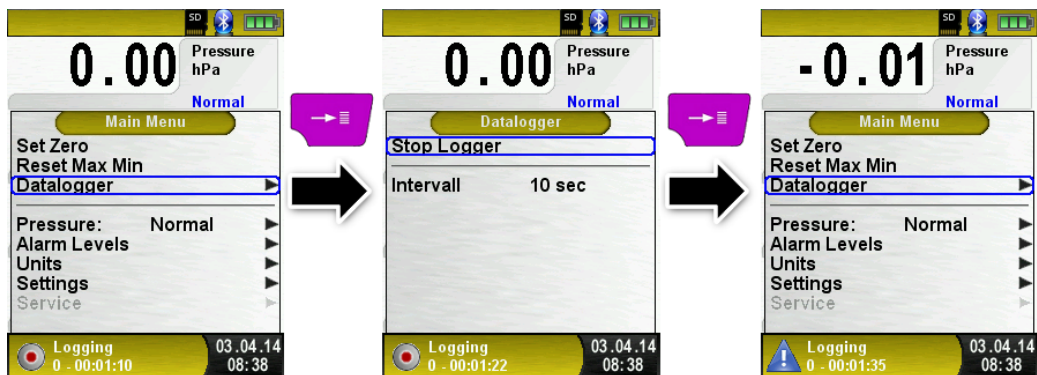 SD
0.00 Pressure
hPa
Normal
Main Menu
Set Zero
Reset Max Min
Datalogger
Pressure: Normal
Alarm Levels
Units
Settings
Service
Logging 03.04.14
0 - 00:01:10 08:38
SD
0.00 Pressure
hPa
Normal
Datalogger
Stop Logger
Intervall 10 sec
Logging 03.04.14
0 - 00:01:22 08:38
SD
-0.01 Pressure
hPa
Normal
Main Menu
Set Zero
Reset Max Min
Datalogger
Pressure: Normal
Alarm Levels
Units
Settings
Service
Logging 03.04.14
0 - 00:01:35 08:38